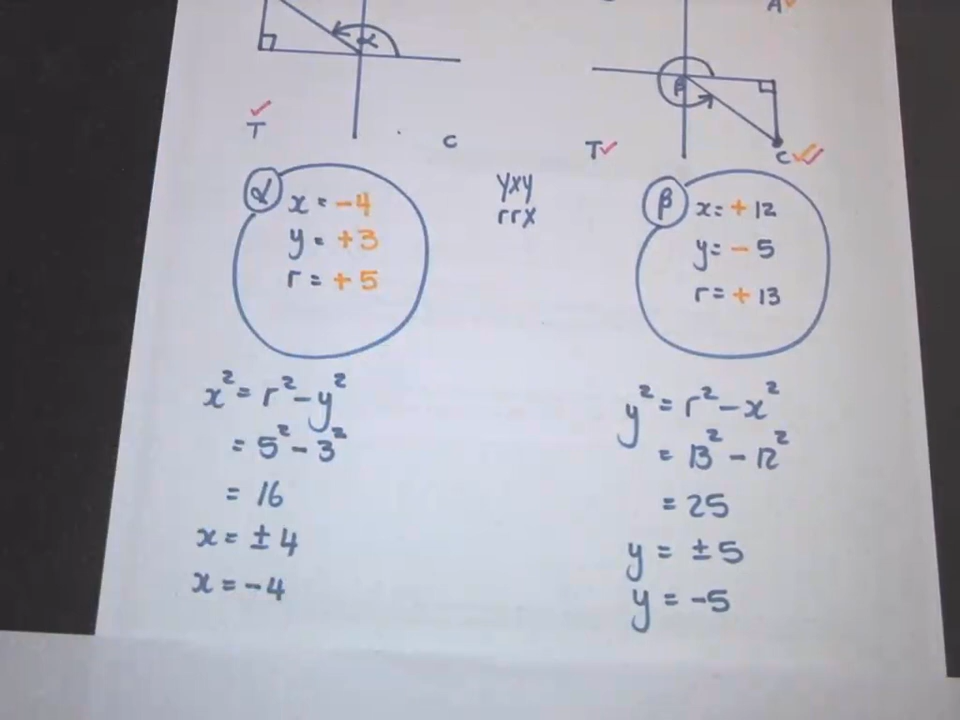 A
α
β
T
C
T
C
α
x = -4
y = +3
r = +5
yxy
rrx
β
x = +12
y = -5
r = +13
x² = r² - y²
= 5² - 3²
= 16
x = ±4
x = -4
y² = r² - x²
= 13² - 12²
= 25
y = ±5
y = -5